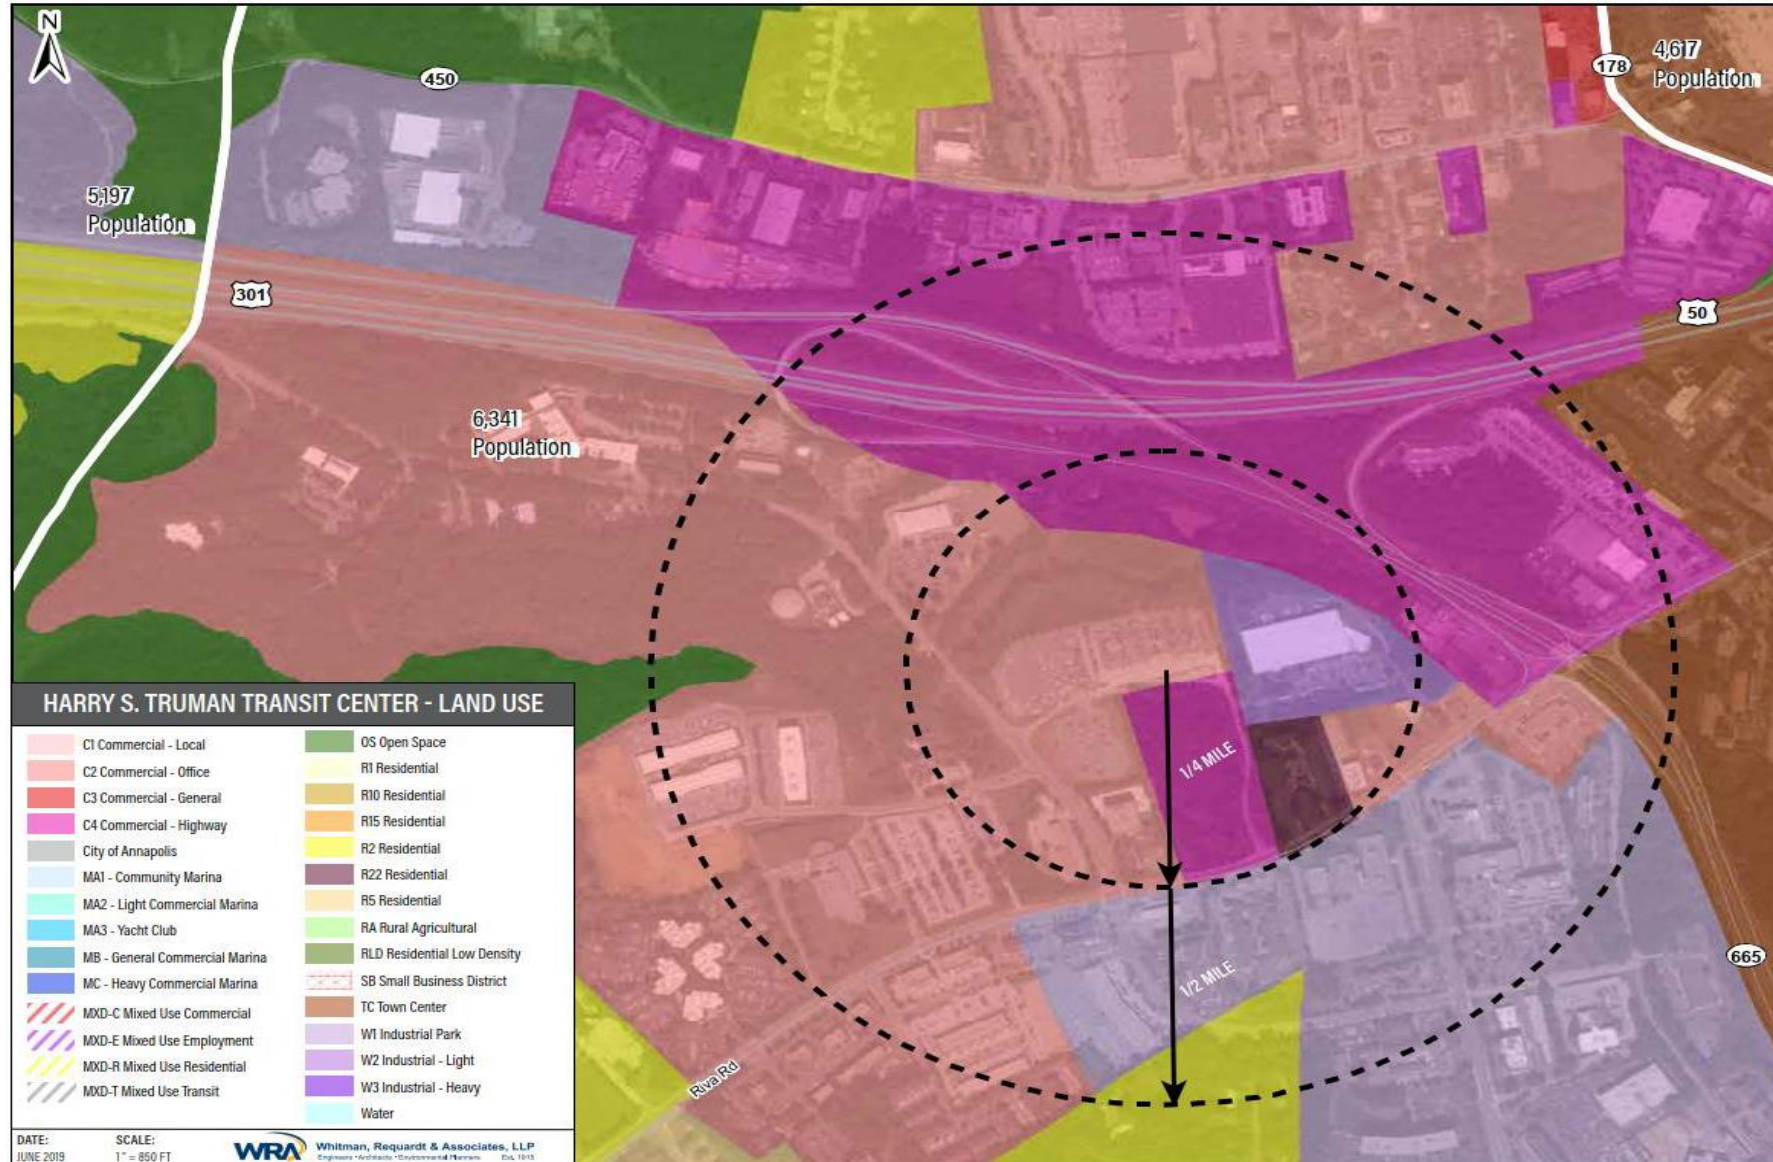 N
450
178
4,617
Population
5,197
Population
301
50
6,341
Population
1/4 MILE
1/2 MILE
665
Riva Rd
HARRY S. TRUMAN TRANSIT CENTER - LAND USE
C1 Commercial - Local
C2 Commercial - Office
C3 Commercial - General
C4 Commercial - Highway
City of Annapolis
MA1 - Community Marina
MA2 - Light Commercial Marina
MA3 - Yacht Club
MB - General Commercial Marina
MC - Heavy Commercial Marina
MXD-C Mixed Use Commercial
MXD-E Mixed Use Employment
MXD-R Mixed Use Residential
MXD-T Mixed Use Transit
OS Open Space
R1 Residential
R10 Residential
R15 Residential
R2 Residential
R22 Residential
R5 Residential
RA Rural Agricultural
RLD Residential Low Density
SB Small Business District
TC Town Center
W1 Industrial Park
W2 Industrial - Light
W3 Industrial - Heavy
Water
DATE:
JUNE 2019
SCALE:
1" = 850 FT
WRA
Whitman, Requardt & Associates, LLP
Engineers • Architects • Environmental Planners Est. 1915